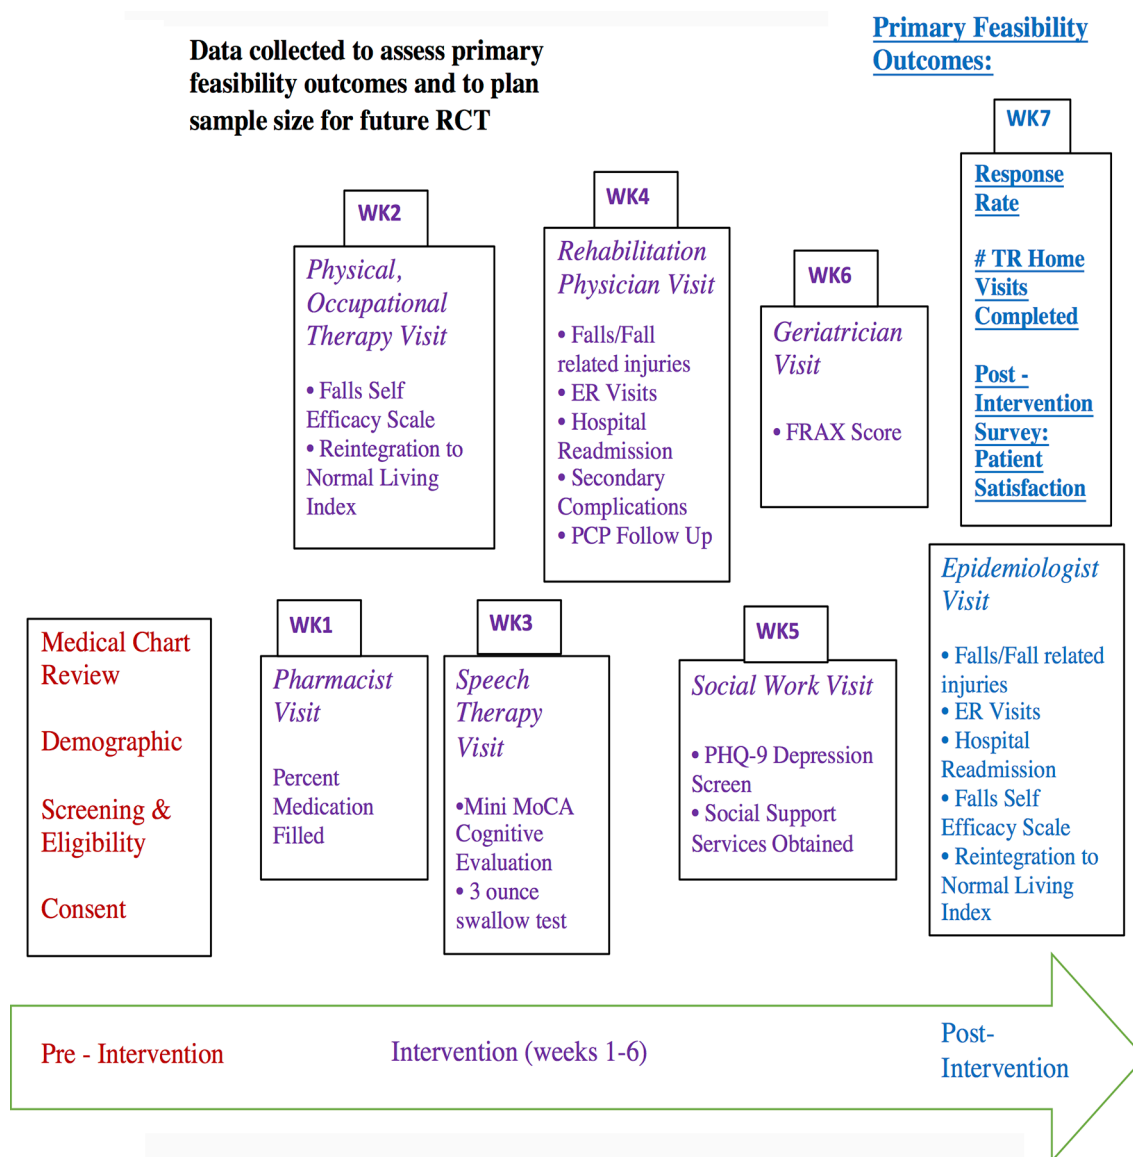 Data collected to assess primary
feasibility outcomes and to plan
sample size for future RCT
Primary Feasibility
Outcomes:
WK7
Response
Rate
# TR Home
Visits
Completed
Post -
Intervention
Survey:
Patient
Satisfaction
WK2
Physical,
Occupational
Therapy Visit
• Falls Self
Efficacy Scale
• Reintegration to
Normal Living
Index
WK4
Rehabilitation
Physician Visit
• Falls/Fall
related injuries
• ER Visits
• Hospital
Readmission
• Secondary
Complications
• PCP Follow Up
WK6
Geriatrician
Visit
• FRAX Score
Medical Chart
Review
Demographic
Screening &
Eligibility
Consent
WK1
Pharmacist
Visit
Percent
Medication
Filled
WK3
Speech
Therapy
Visit
•Mini MoCA
Cognitive
Evaluation
• 3 ounce
swallow test
WK5
Social Work Visit
• PHQ-9 Depression
Screen
• Social Support
Services Obtained
Epidemiologist
Visit
• Falls/Fall related
injuries
• ER Visits
• Hospital
Readmission
• Falls Self
Efficacy Scale
• Reintegration to
Normal Living
Index
Pre - Intervention
Intervention (weeks 1-6)
Post-
Intervention